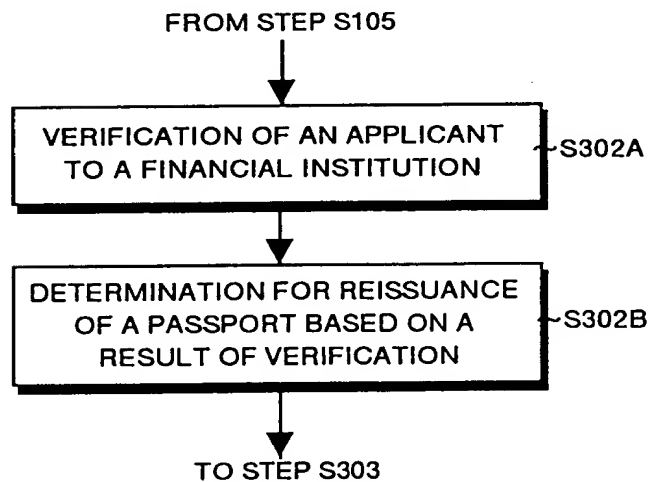 FROM STEP S105
VERIFICATION OF AN APPLICANT
TO A FINANCIAL INSTITUTION
S302A
DETERMINATION FOR REISSUANCE
OF A PASSPORT BASED ON A
RESULT OF VERIFICATION
S302B
TO STEP S303